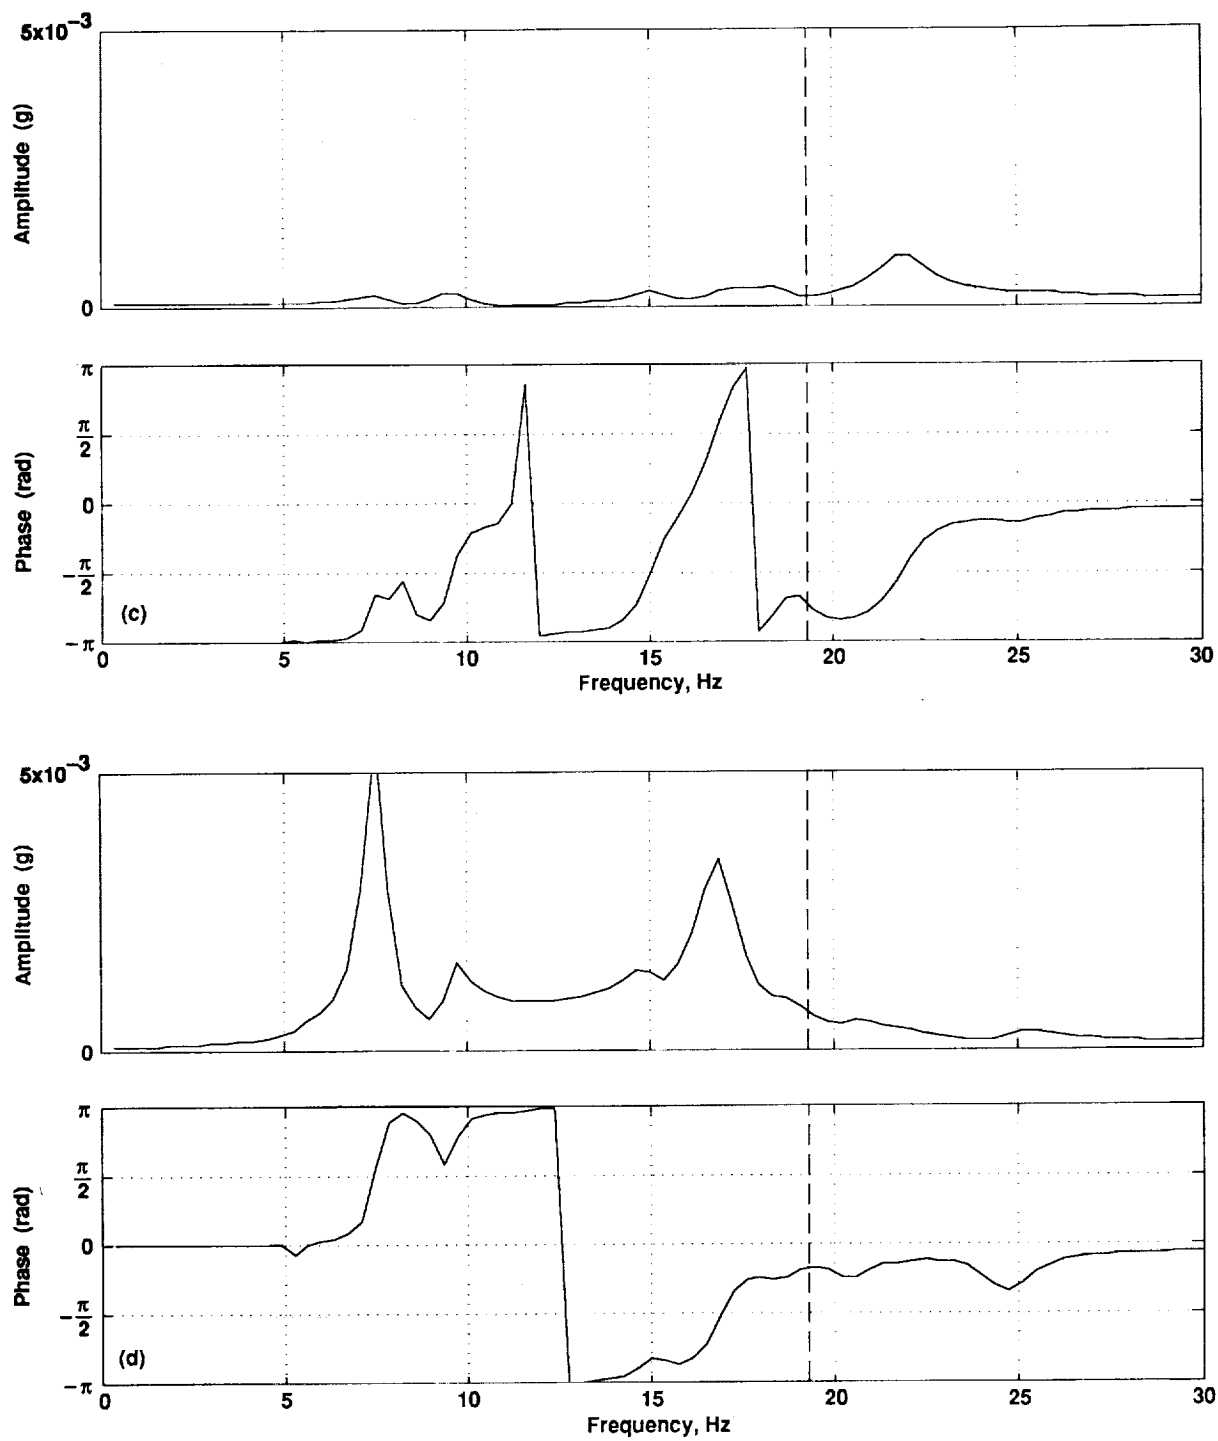 5x10⁻³
Amplitude (g)
0
π
π/2
Phase (rad)
0
−π/2
(c)
−π
0 5 10 15 20 25 30
Frequency, Hz
5x10⁻³
Amplitude (g)
0
π
π/2
Phase (rad)
0
−π/2
(d)
−π
0 5 10 15 20 25 30
Frequency, Hz